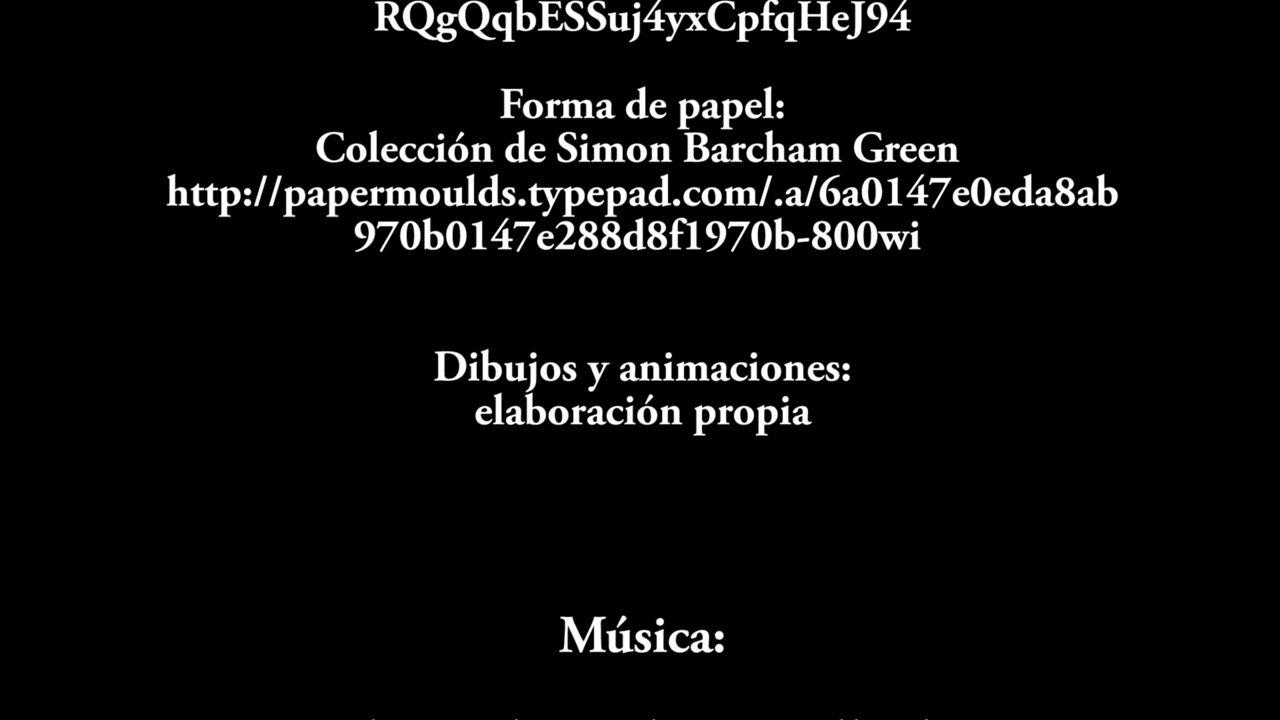 RQgQqbESSuj4yxCpfqHeJ94
Forma de papel:
Colección de Simon Barcham Green
http://papermoulds.typepad.com/.a/6a0147e0eda8ab
970b0147e288d8f1970b-800wi
Dibujos y animaciones:
elaboración propia
Música: